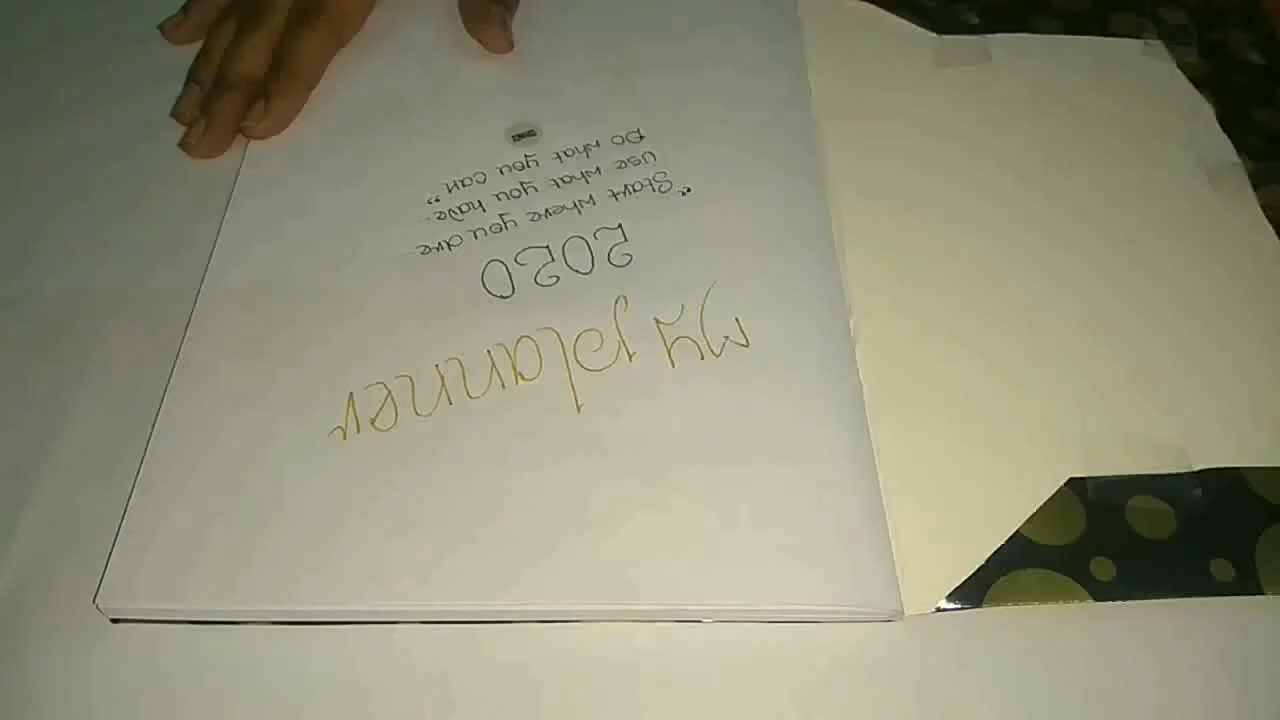 My planner
2020
"Start where you are
use what you have.
Do what you can"